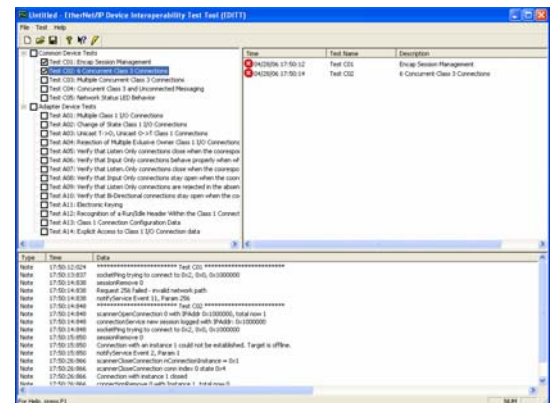 Untitled - EtherNet/IP Device Interoperability Test Tool (EDITT)
File Test Help
Common Device Tests
Test C01: Encap Session Management
Test C02: 6 Concurrent Class 3 Connections
Test C03: Multiple Concurrent Class 3 Connections
Test C04: Concurrent Class 3 and Unconnected Messaging
Test C05: Network Status LED Behavior
Adapter Device Tests
Test A01: Multiple Class 1 I/O Connections
Test A02: Change of State Class 1 I/O Connections
Test A03: Unicast T->O, Unicast O->T Class 1 Connections
Test A04: Rejection of Multiple Exlusive Owner Class 1 I/O Connections
Test A05: Verify that Listen Only connections close when the correspo
Test A06: Verify that Input Only connections behave properly when wh
Test A07: Verify that Listen Only connections close when the correspo
Test A08: Verify that Input Only connections stay open when the corr
Test A09: Verify that Listen Only connections are rejected in the absen
Test A10: Verify that Bi-Directional connections stay open when the co
Test A11: Electronic Keying
Test A12: Recognition of a Run/Idle Header Within the Class 1 Connect
Test A13: Class 1 Connection Configuration Data
Test A14: Explicit Access to Class 1 I/O Connection data
Time Test Name Description
04/28/06 17:50:12 Test C01 Encap Session Management
04/28/06 17:50:14 Test C02 6 Concurrent Class 3 Connections
Type Time Data
Note 17:50:12:024 Test C01
Note 17:50:13:837 socketPing trying to connect to 0x2, 0x0, 0x1000000
Note 17:50:14:838 sessionRemove 0
Note 17:50:14:838 Request 256 failed - invalid network path
Note 17:50:14:838 notifyService Event 11, Param 256
Note 17:50:14:848 Test C02
Note 17:50:14:848 scannerOpenConnection 0 with IPAddr 0x1000000, total now 1
Note 17:50:14:848 connectionService new session logged with IPAddr: 0x1000000
Note 17:50:14:848 socketPing trying to connect to 0x2, 0x0, 0x1000000
Note 17:50:15:850 sessionRemove 0
Note 17:50:15:850 Connection with an instance 1 could not be established. Target is offline.
Note 17:50:15:850 notifyService Event 2, Param 1
Note 17:50:26:866 scannerCloseConnection nConnectionInstance = 0x1
Note 17:50:26:866 scannerCloseConnection conn index 0 state 0x4
Note 17:50:26:866 Connection with instance 1 closed
Note 17:50:26:866 connectionRemove 0 with Instance 1, total now 0
For Help, press F1 NUM